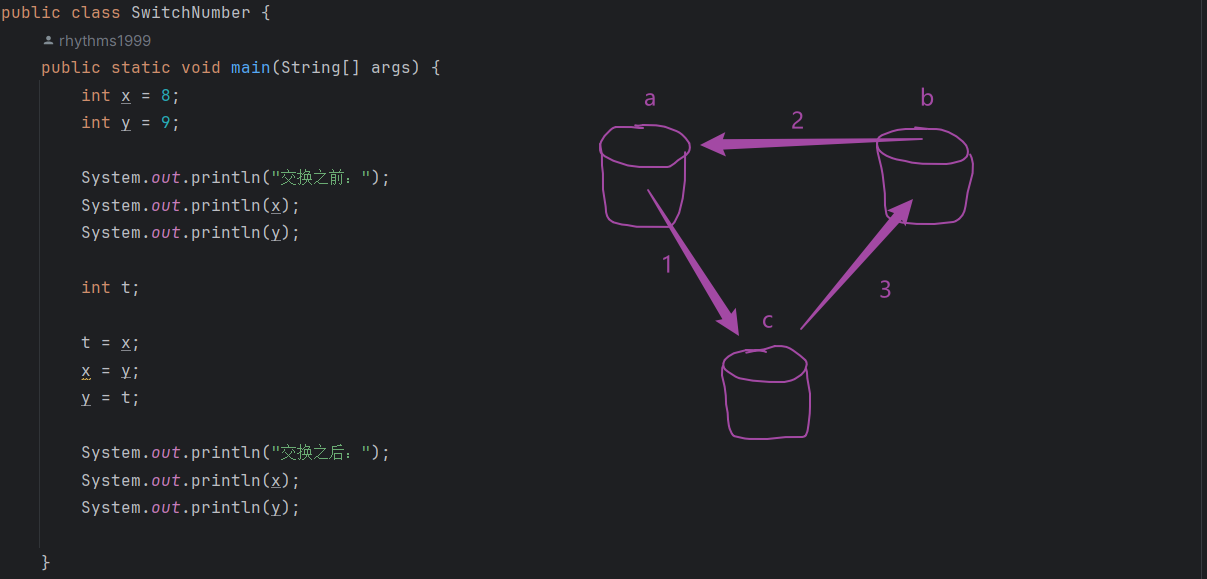 public class SwitchNumber {
rhythms1999
public static void main(String[] args) {
int x = 8;
int y = 9;
System.out.println("交换之前：");
System.out.println(x);
System.out.println(y);
int t;
t = x;
x = y;
y = t;
System.out.println("交换之后：");
System.out.println(x);
System.out.println(y);
}
a
b
2
1
3
c